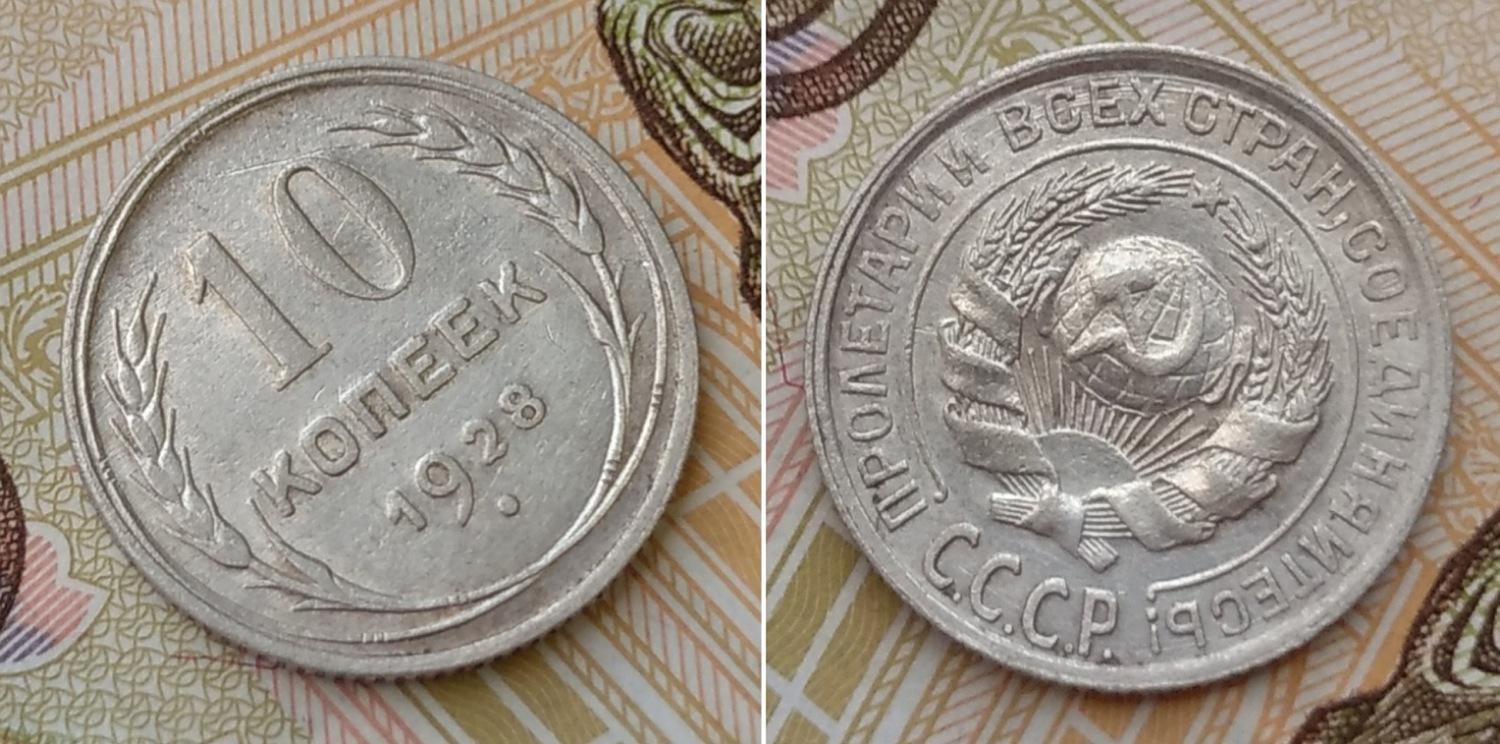 10
КОПЕЕК
1928
ПРОЛЕТАРИИ ВСЕХ СТРАН, СОЕДИНЯЙТЕСЬ!
С.С.С.Р.